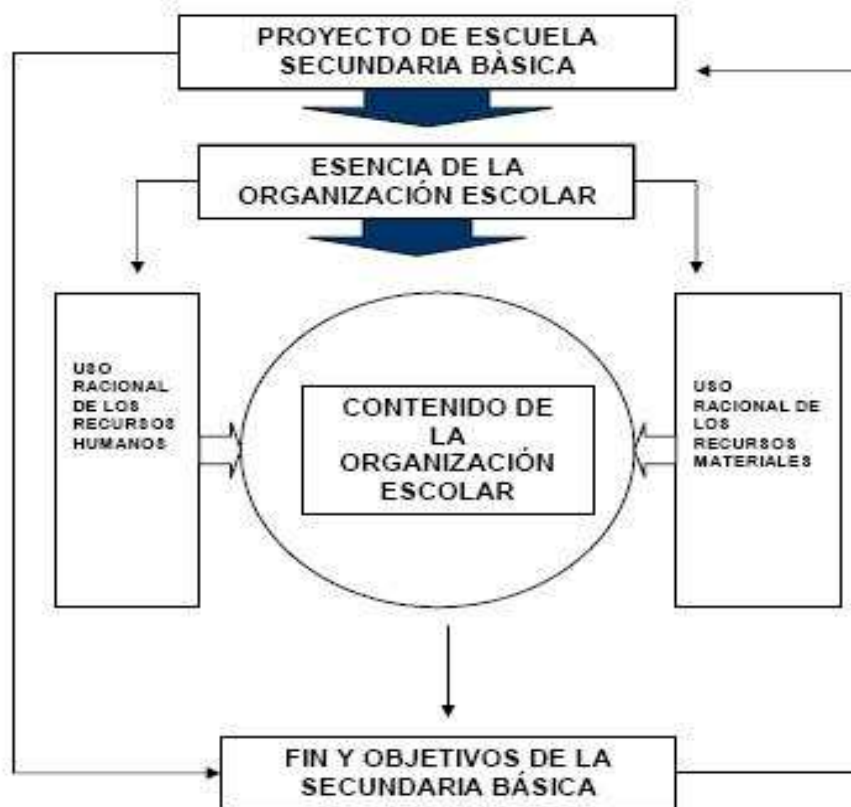 PROYECTO DE ESCUELA
SECUNDARIA BÀSICA
ESENCIA DE LA
ORGANIZACIÓN ESCOLAR
USO
RACIONAL
DE LOS
RECURSOS
HUMANOS
CONTENIDO DE
LA
ORGANIZACIÓN
ESCOLAR
USO
RACIONAL DE
LOS
RECURSOS
MATERIALES
FIN Y OBJETIVOS DE LA
SECUNDARIA BÁSICA